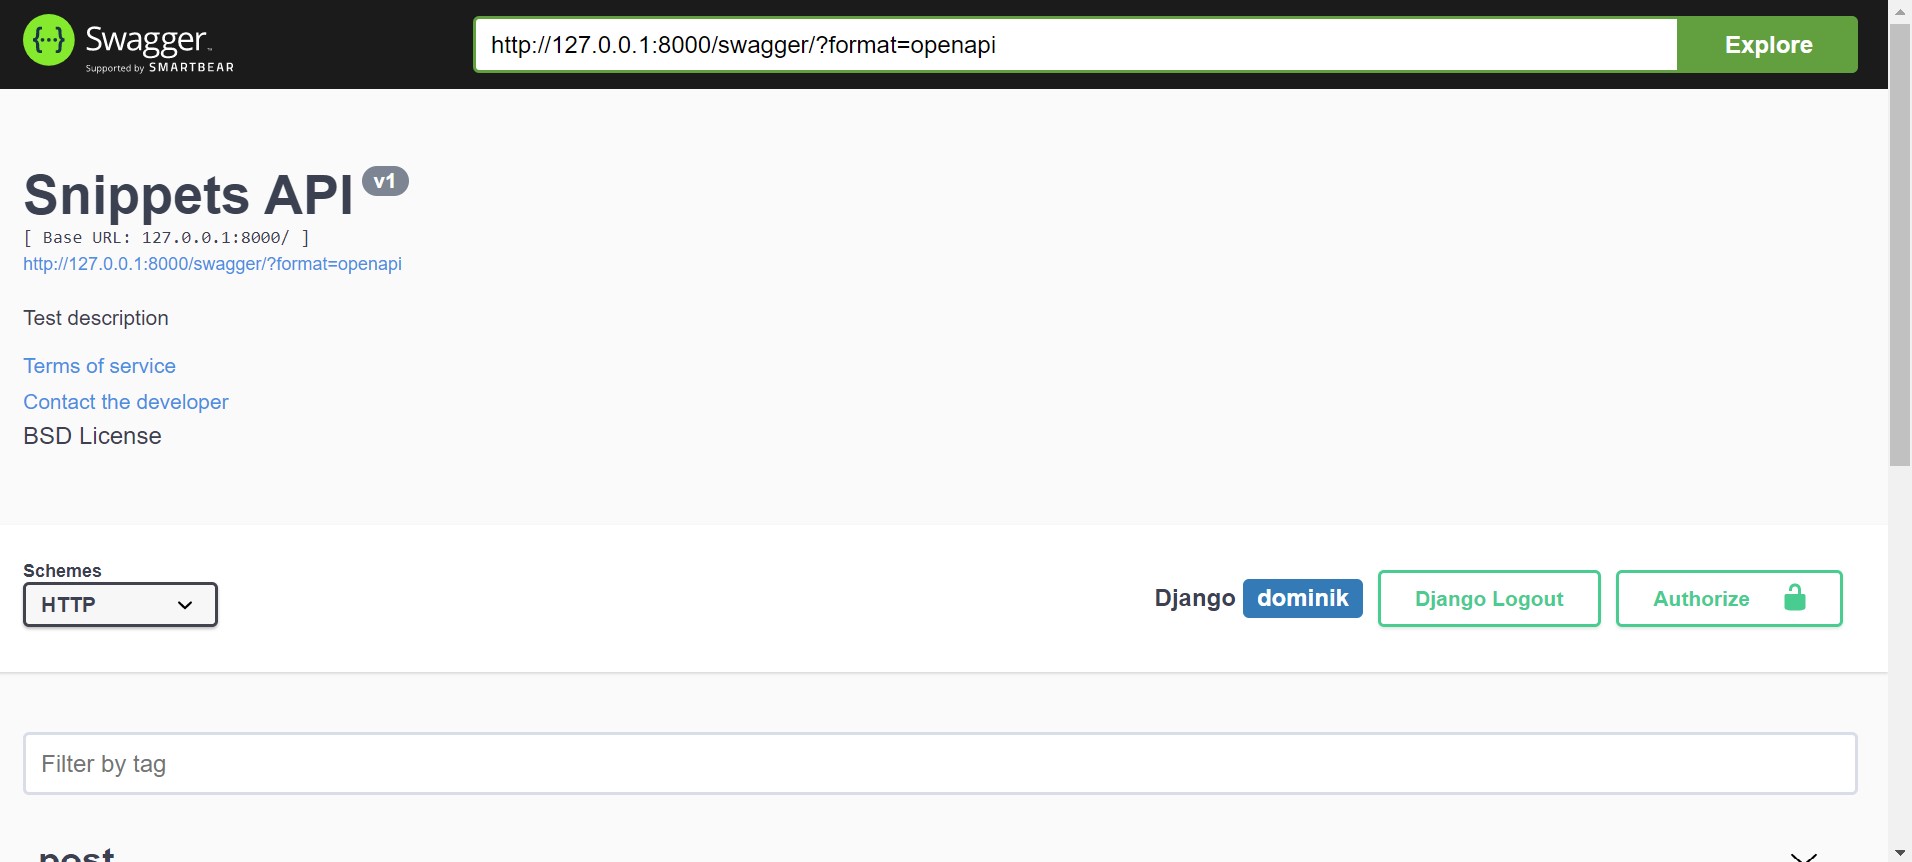 Swagger
Supported by SMARTBEAR
http://127.0.0.1:8000/swagger/?format=openapi
Explore
Snippets API v1
[ Base URL: 127.0.0.1:8000/ ]
http://127.0.0.1:8000/swagger/?format=openapi
Test description
Terms of service
Contact the developer
BSD License
Schemes
HTTP
Django dominik
Django Logout
Authorize
Filter by tag
post